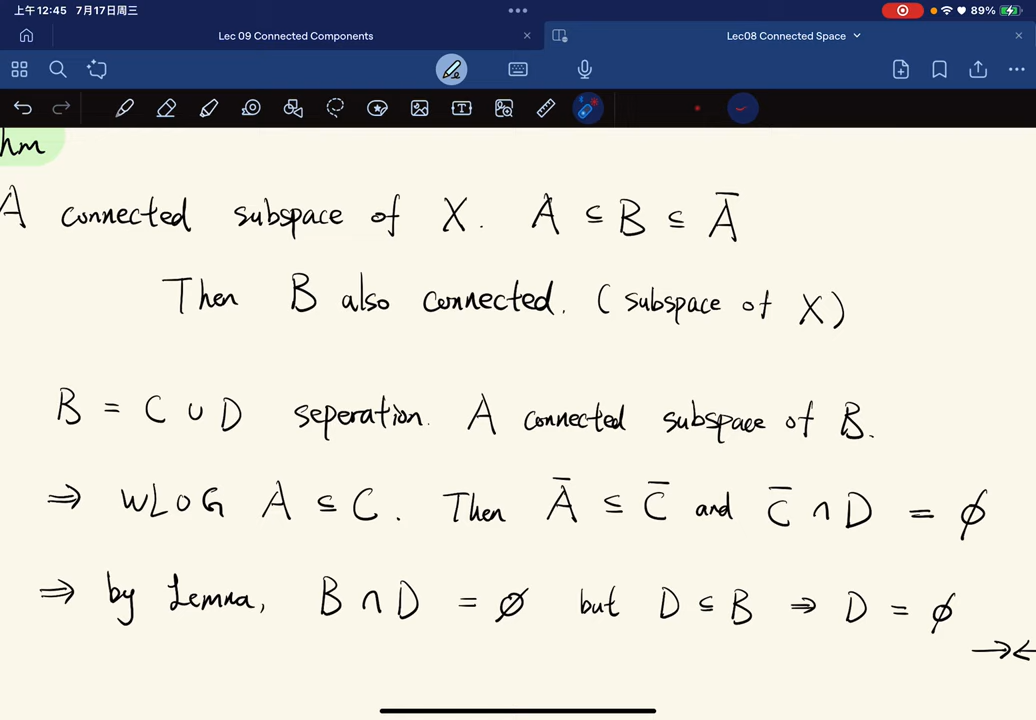 上午12:45 7月17日周三
89%
Lec 09 Connected Components
Lec08 Connected Space
hm
A connected subspace of X. A ⊆ B ⊆ Ā
Then B also connected. (subspace of X)
B = C ∪ D seperation. A connected subspace of B.
⇒ WLOG A ⊆ C. Then Ā ⊆ C̄ and C̄ ∩ D = ∅
⇒ by Lemna, B ∩ D = ∅ but D ⊆ B ⇒ D = ∅
→←